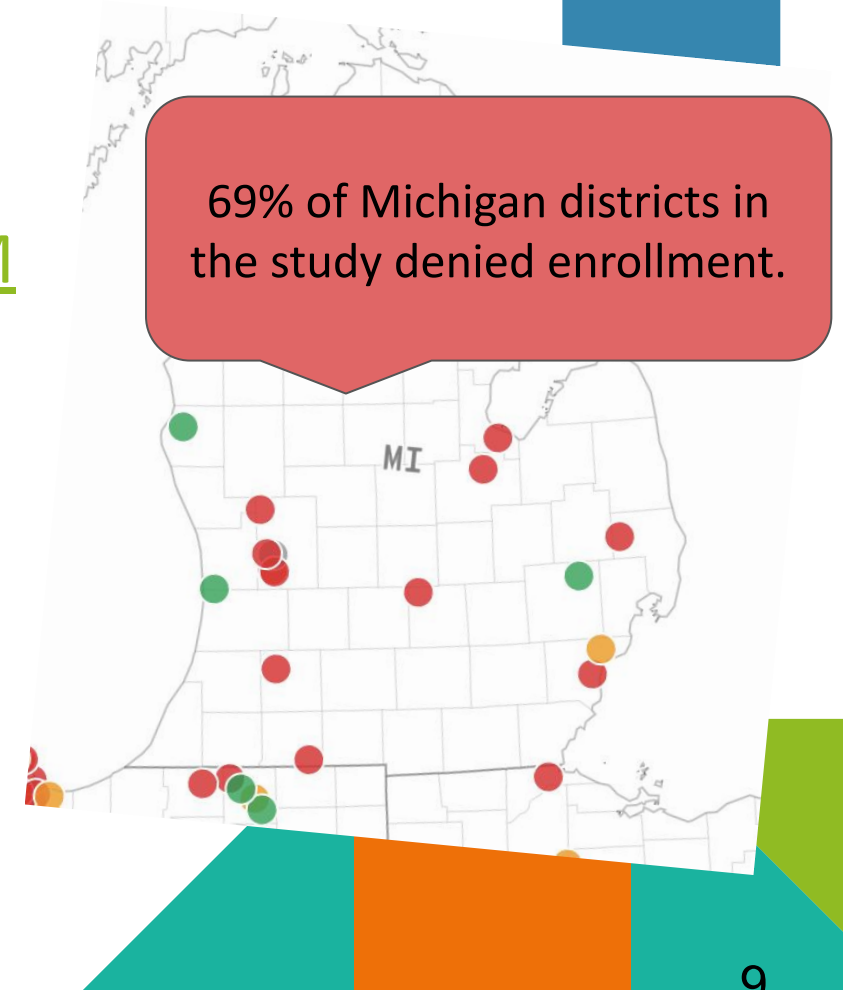 M
69% of Michigan districts in
the study denied enrollment.
MI
9